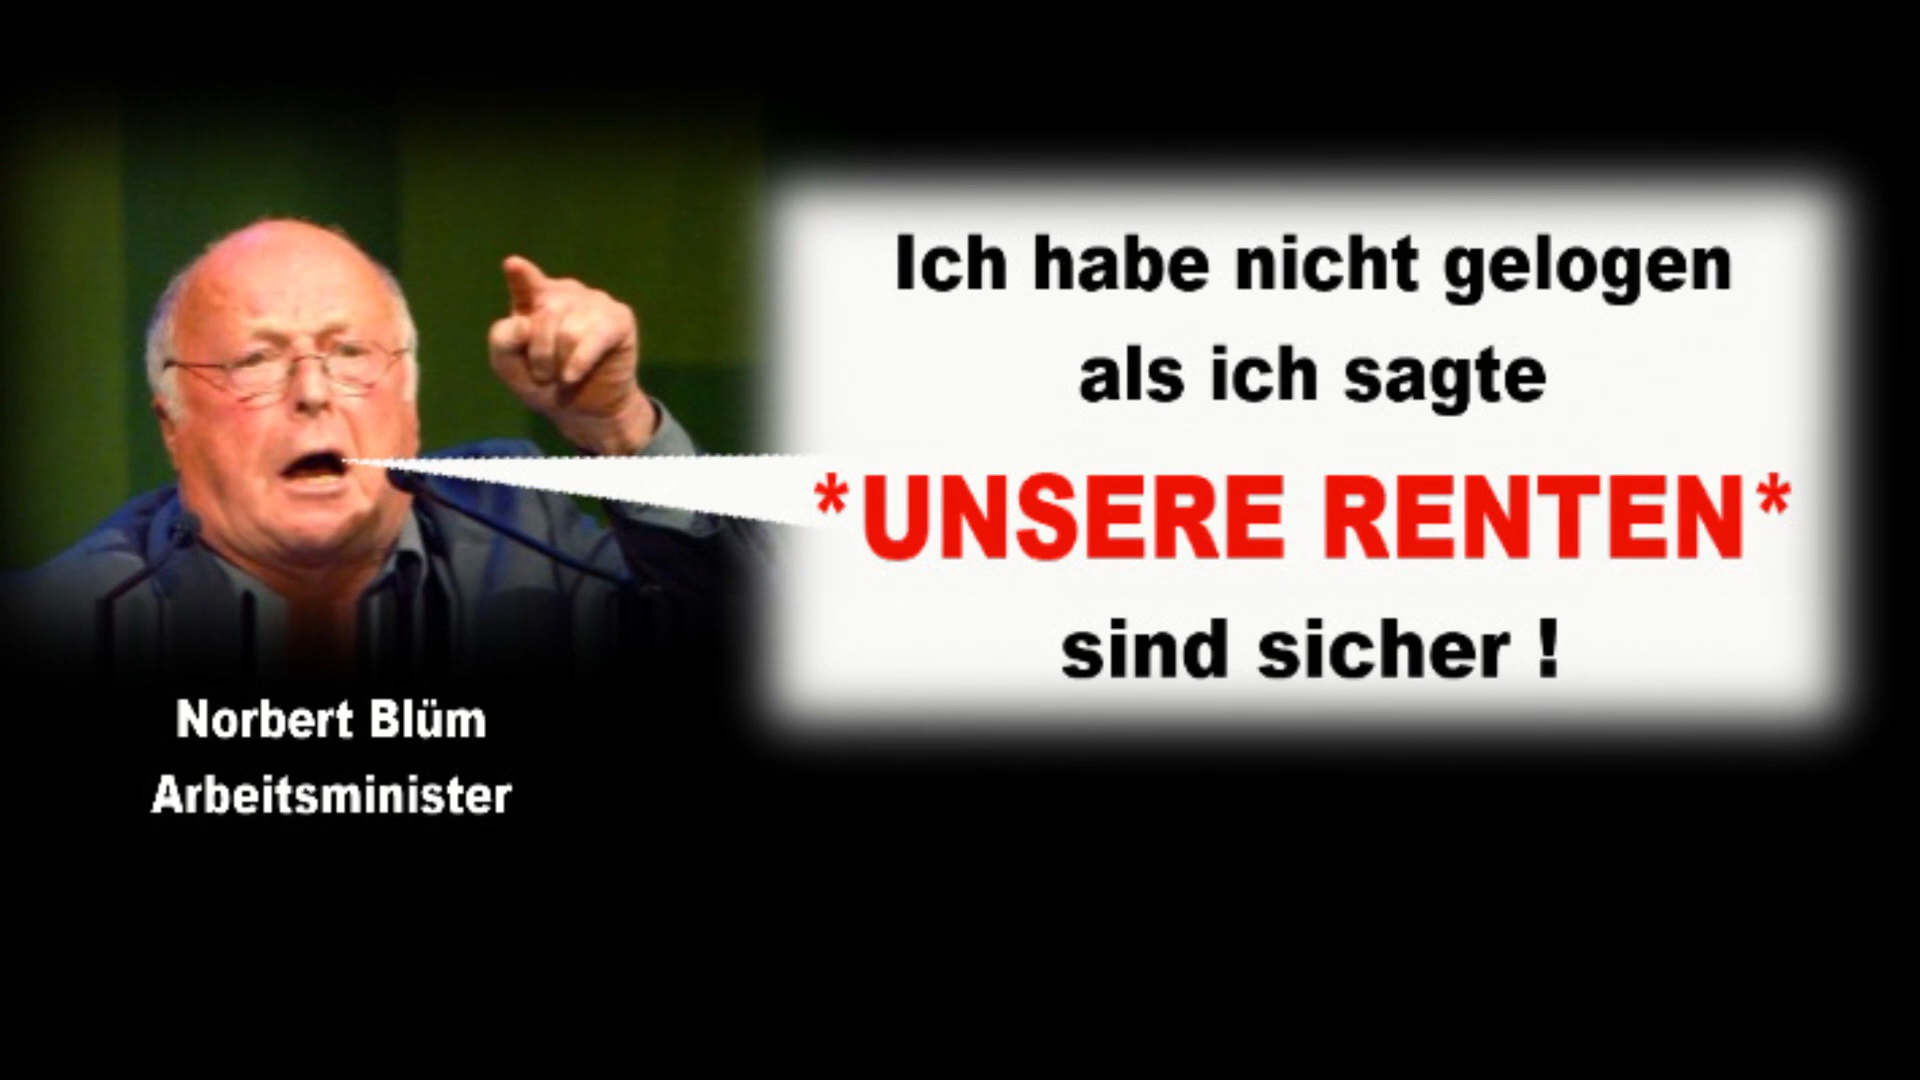 Ich habe nicht gelogen
als ich sagte
*UNSERE RENTEN*
sind sicher !
Norbert Blüm
Arbeitsminister